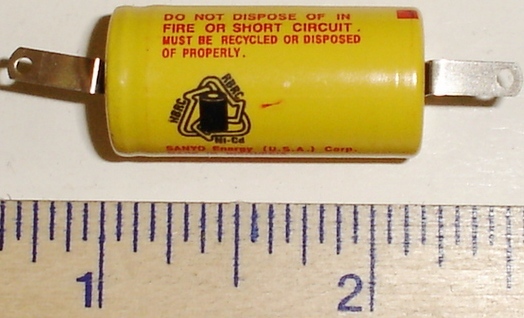 DO NOT DISPOSE OF IN
FIRE OR SHORT CIRCUIT.
MUST BE RECYCLED OR DISPOSED
OF PROPERLY.
RBRC
RBRC
Ni-Cd
SANYO Energy (U.S.A.) Corp.
1
2